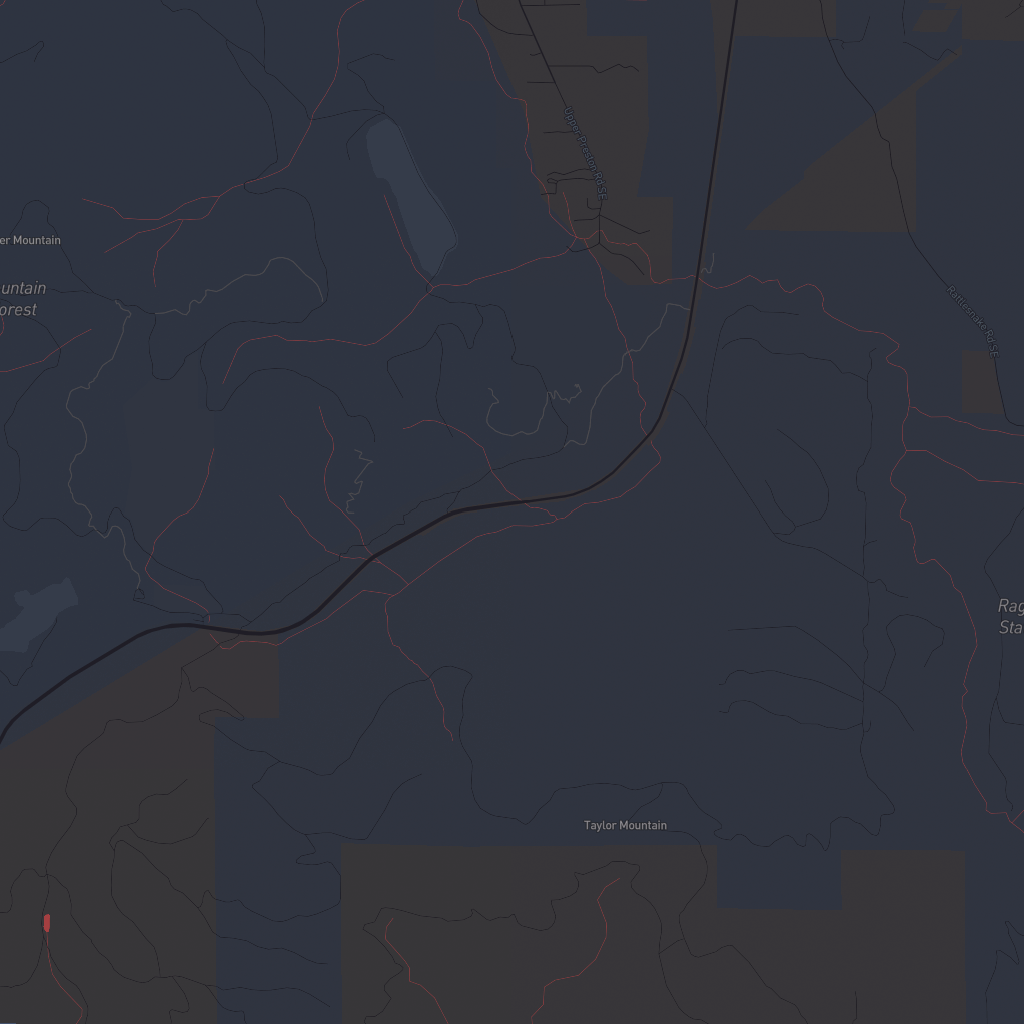 Upper Preston Rd SE
er Mountain
untain
orest
Rattlesnake Rd SE
Rag
Sta
Taylor Mountain